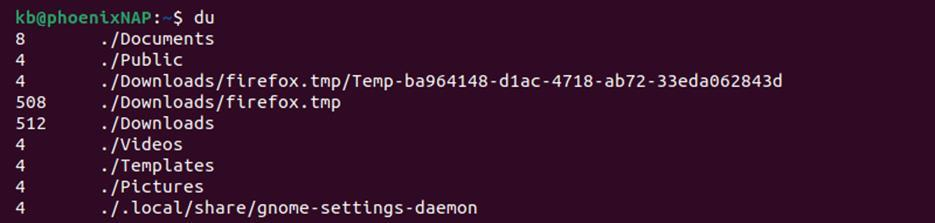 kb@phoenixNAP:~$ du
8 ./Documents
4 ./Public
4 ./Downloads/firefox.tmp/Temp-ba964148-d1ac-4718-ab72-33eda062843d
508 ./Downloads/firefox.tmp
512 ./Downloads
4 ./Videos
4 ./Templates
4 ./Pictures
4 ./.local/share/gnome-settings-daemon